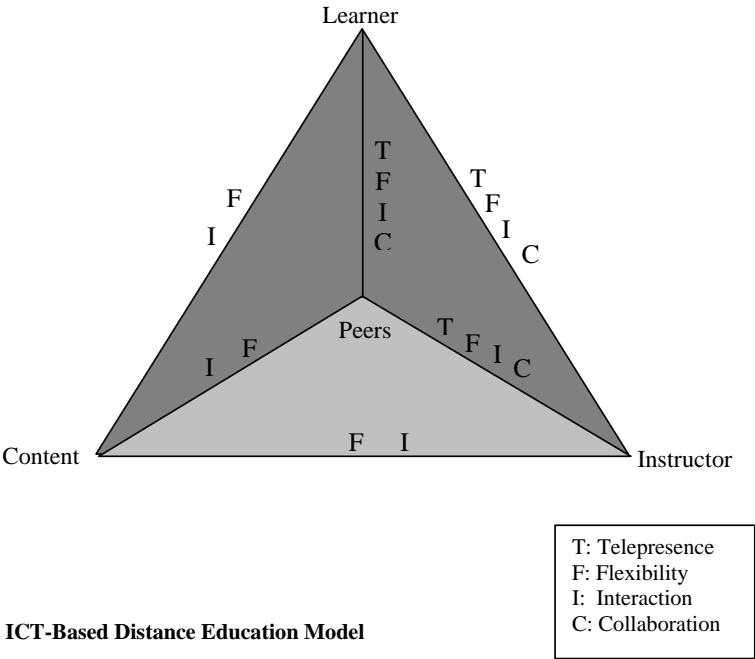 Learner
T
F
I
C
T
F
I
C
F
I
Peers
T
F
I
C
F
I
F I
Content
Instructor
T: Telepresence
F: Flexibility
I: Interaction
C: Collaboration
ICT-Based Distance Education Model